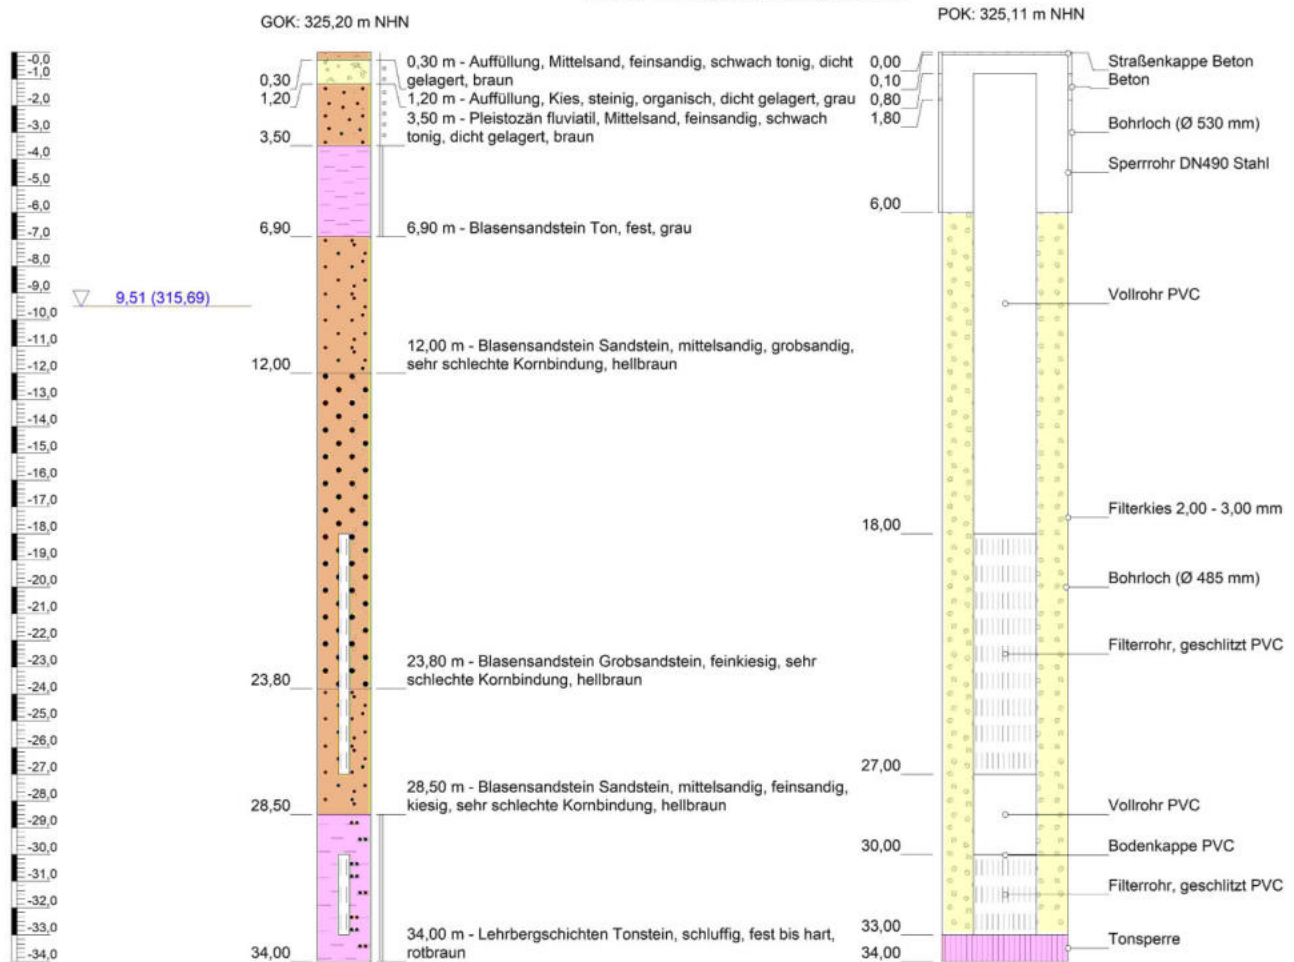 GOK: 325,20 m NHN
POK: 325,11 m NHN
-0,0
-1,0
-2,0
-3,0
-4,0
-5,0
-6,0
-7,0
-8,0
-9,0
-10,0
-11,0
-12,0
-13,0
-14,0
-15,0
-16,0
-17,0
-18,0
-19,0
-20,0
-21,0
-22,0
-23,0
-24,0
-25,0
-26,0
-27,0
-28,0
-29,0
-30,0
-31,0
-32,0
-33,0
-34,0
9,51 (315,69)
0,30
1,20
3,50
6,90
12,00
23,80
28,50
34,00
0,30 m - Auffüllung, Mittelsand, feinsandig, schwach tonig, dicht
gelagert, braun
1,20 m - Auffüllung, Kies, steinig, organisch, dicht gelagert, grau
3,50 m - Pleistozän fluviatil, Mittelsand, feinsandig, schwach
tonig, dicht gelagert, braun
6,90 m - Blasensandstein Ton, fest, grau
12,00 m - Blasensandstein Sandstein, mittelsandig, grobsandig,
sehr schlechte Kornbindung, hellbraun
23,80 m - Blasensandstein Grobsandstein, feinkiesig, sehr
schlechte Kornbindung, hellbraun
28,50 m - Blasensandstein Sandstein, mittelsandig, feinsandig,
kiesig, sehr schlechte Kornbindung, hellbraun
34,00 m - Lehrbergschichten Tonstein, schluffig, fest bis hart,
rotbraun
0,00
0,10
0,80
1,80
6,00
18,00
27,00
30,00
33,00
34,00
Straßenkappe Beton
Beton
Bohrloch (Ø 530 mm)
Sperrrohr DN490 Stahl
Vollrohr PVC
Filterkies 2,00 - 3,00 mm
Bohrloch (Ø 485 mm)
Filterrohr, geschlitzt PVC
Vollrohr PVC
Bodenkappe PVC
Filterrohr, geschlitzt PVC
Tonsperre